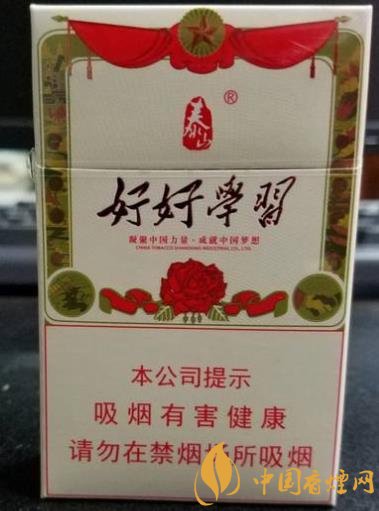 泰山®
好好學習
凝聚中国力量·成就中国梦想
CHINA TOBACCO SHANDONG INDUSTRIAL CO., LTD.
本公司提示
吸烟有害健康
请勿在禁烟场所吸烟
中国香煙网